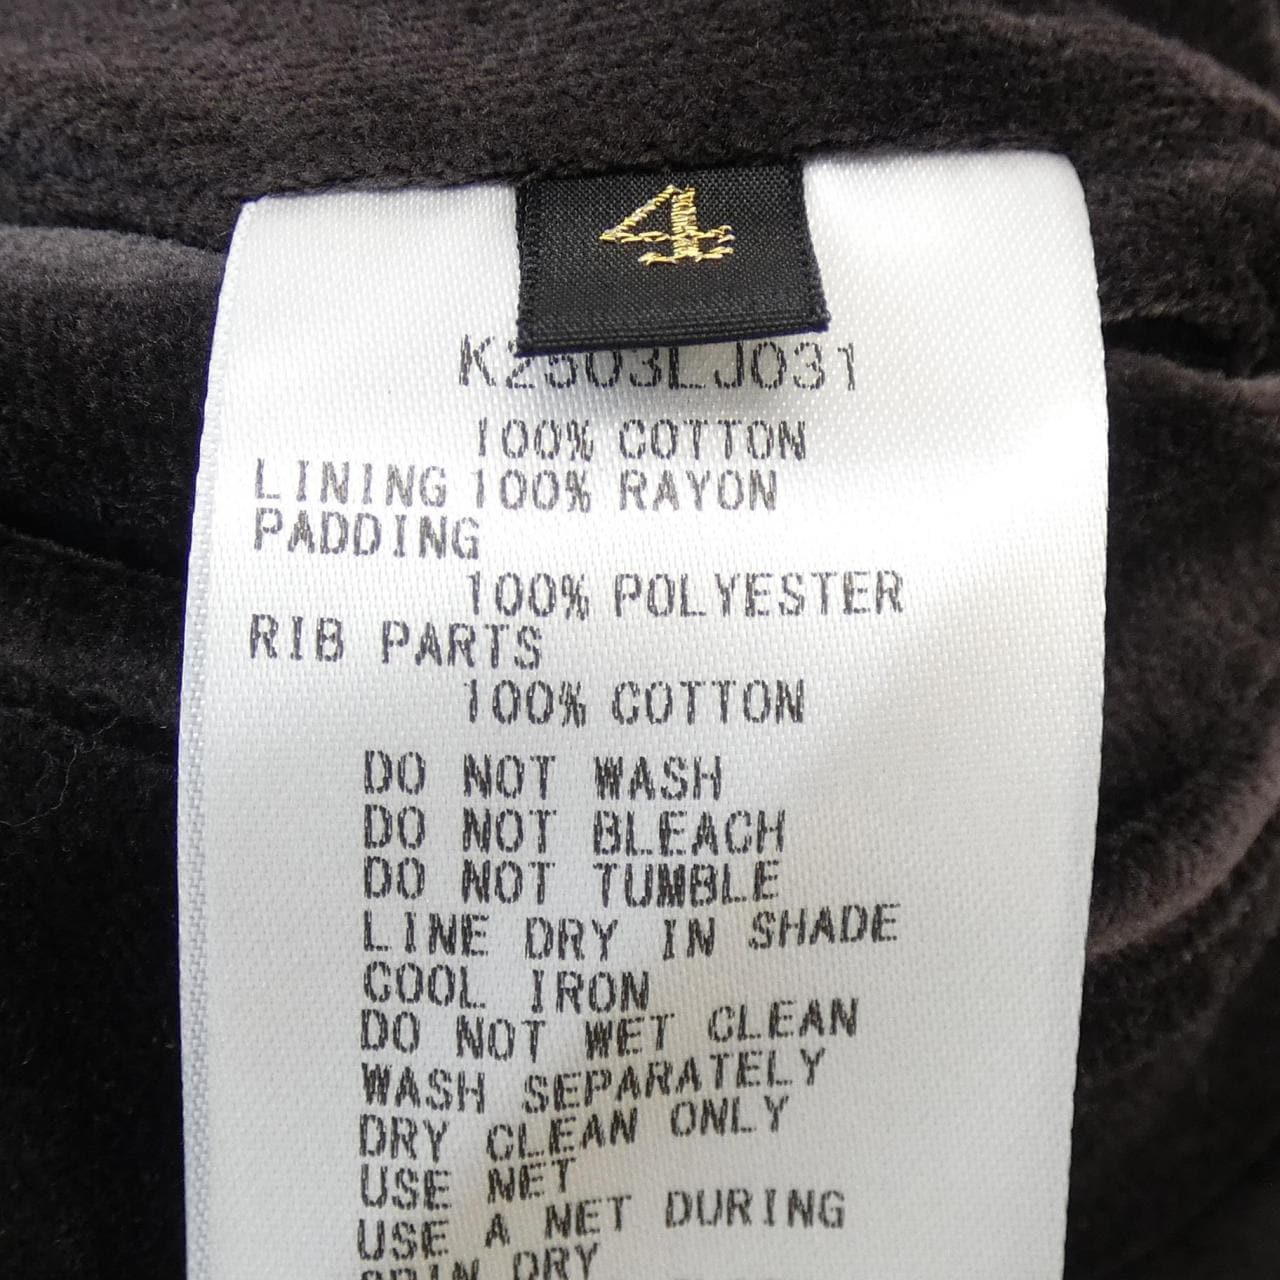 4
K2503LJ031
100% COTTON
LINING 100% RAYON
PADDING
100% POLYESTER
RIB PARTS
100% COTTON
DO NOT WASH
DO NOT BLEACH
DO NOT TUMBLE
LINE DRY IN SHADE
COOL IRON
DO NOT WET CLEAN
WASH SEPARATELY
DRY CLEAN ONLY
USE NET
USE A NET DURING
SPIN DRY